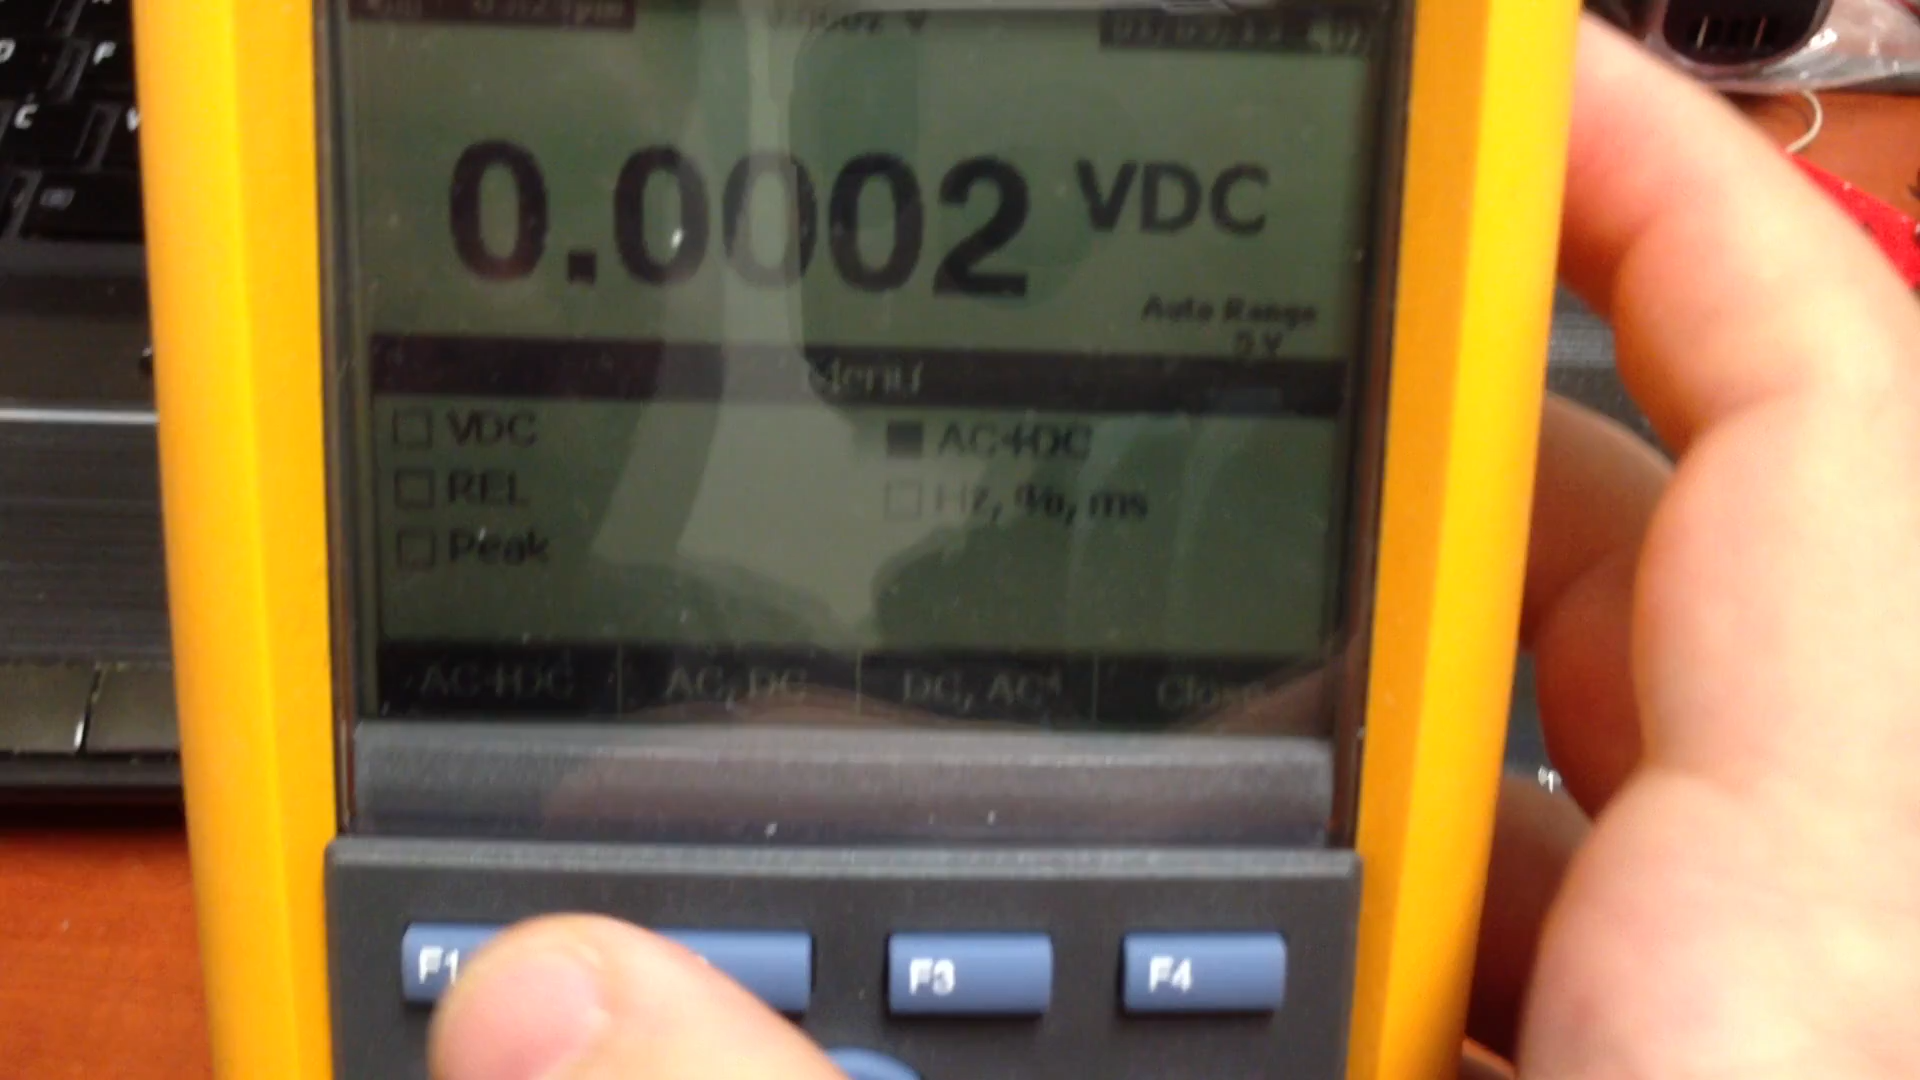 0.0002 VDC
Auto Range
5 V
Menu
VDC
AC+DC
REL
Hz, %, ms
Peak
AC+DC
AC, DC
DC, AC
Close
F1
F3
F4
F
C
V